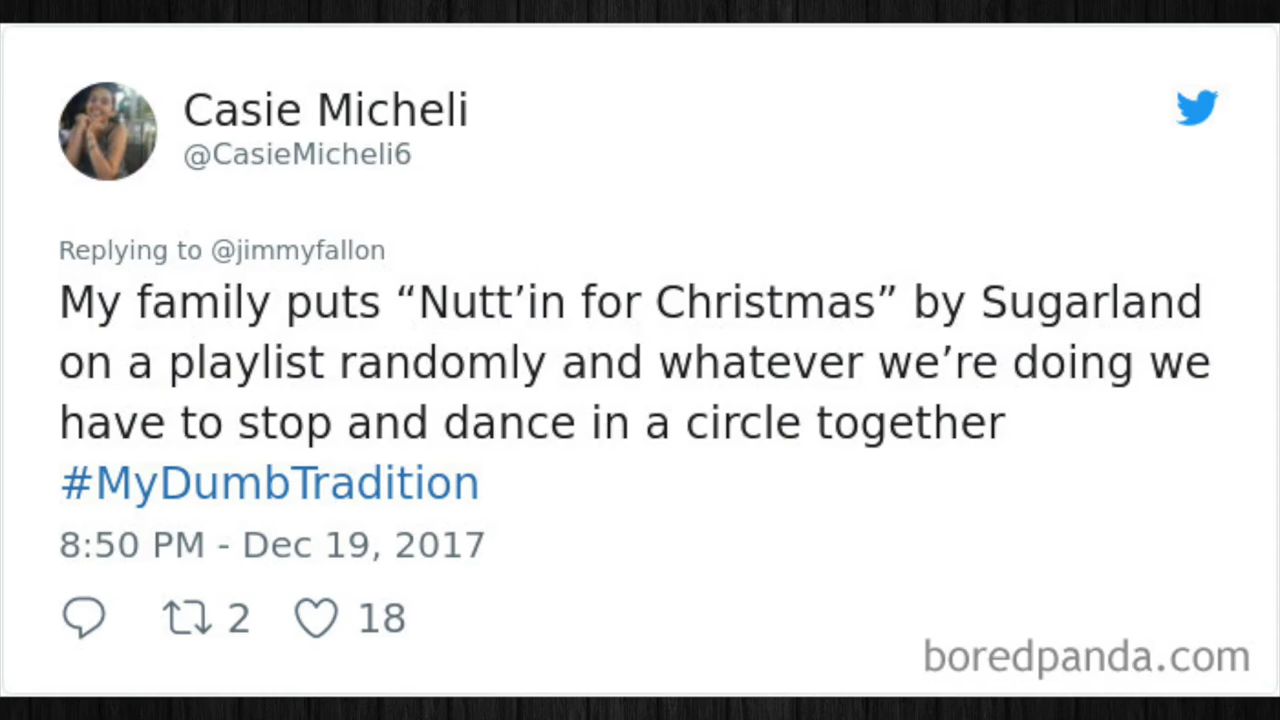 Casie Micheli
@CasieMicheli6
Replying to @jimmyfallon
My family puts “Nutt’in for Christmas” by Sugarland
on a playlist randomly and whatever we’re doing we
have to stop and dance in a circle together
#MyDumbTradition
8:50 PM - Dec 19, 2017
2 18
boredpanda.com